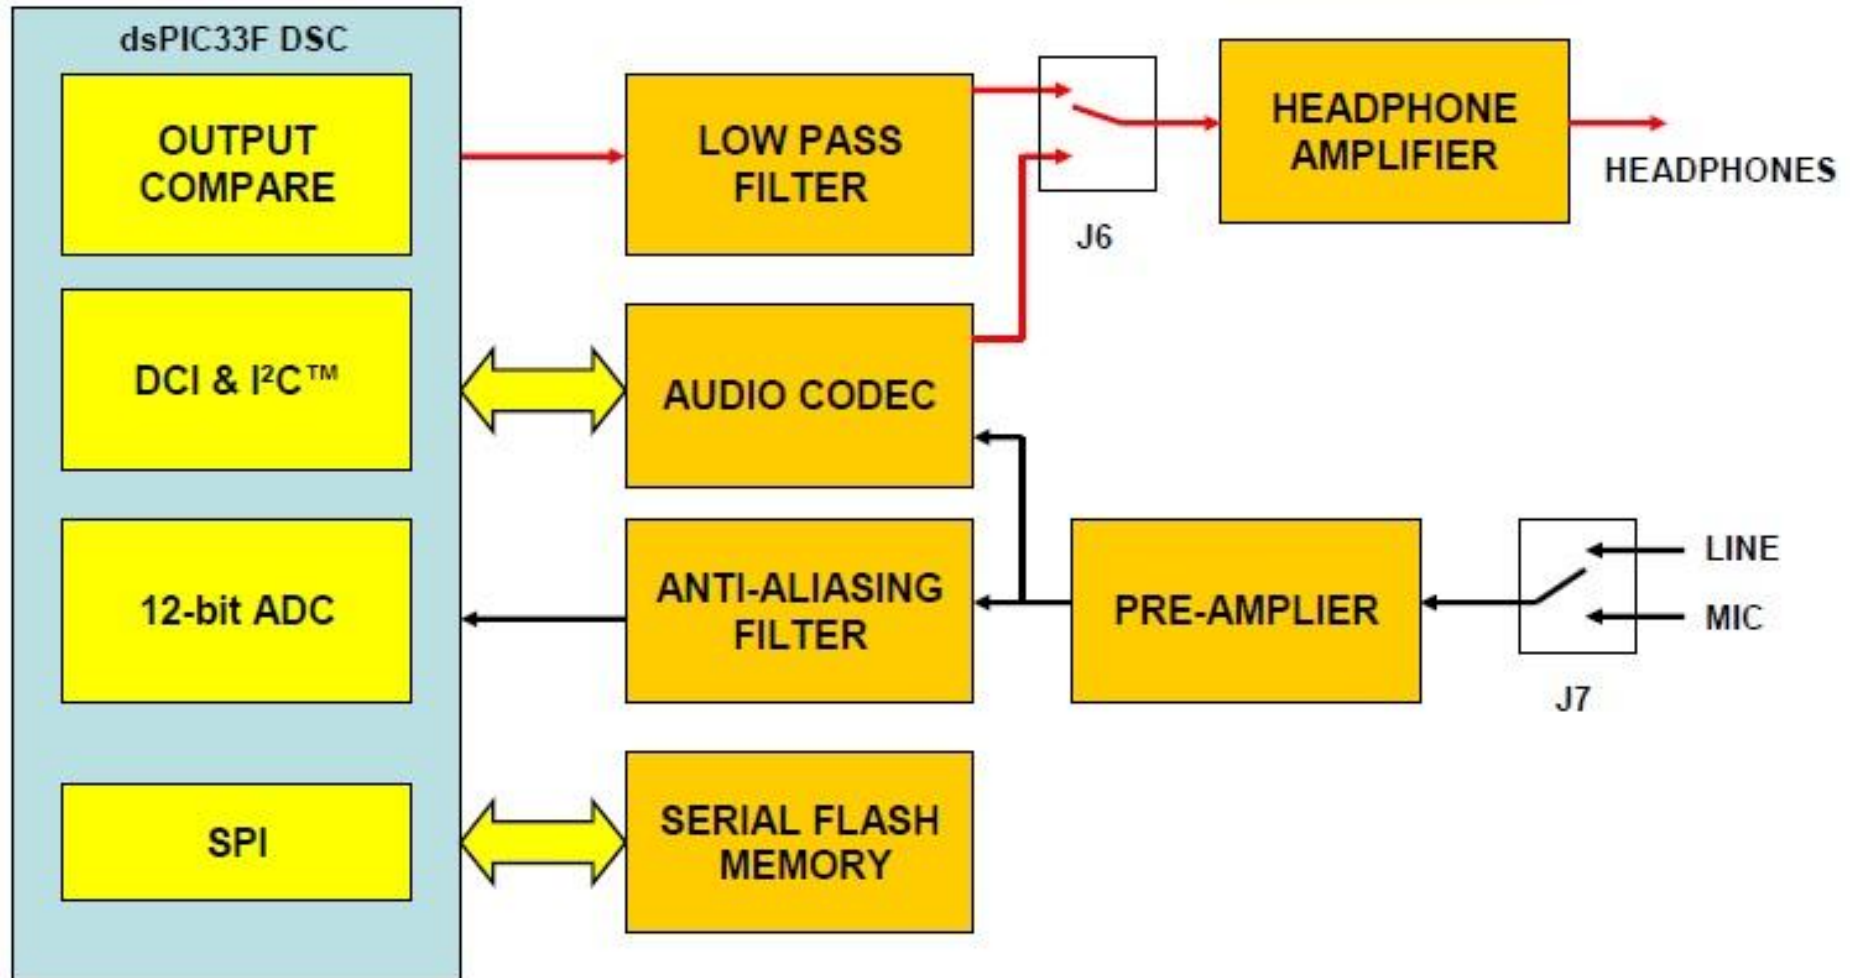 dsPIC33F DSC
OUTPUT
COMPARE
LOW PASS
FILTER
J6
HEADPHONE
AMPLIFIER
HEADPHONES
DCI & I²C™
AUDIO CODEC
12-bit ADC
ANTI-ALIASING
FILTER
PRE-AMPLIER
LINE
MIC
J7
SPI
SERIAL FLASH
MEMORY